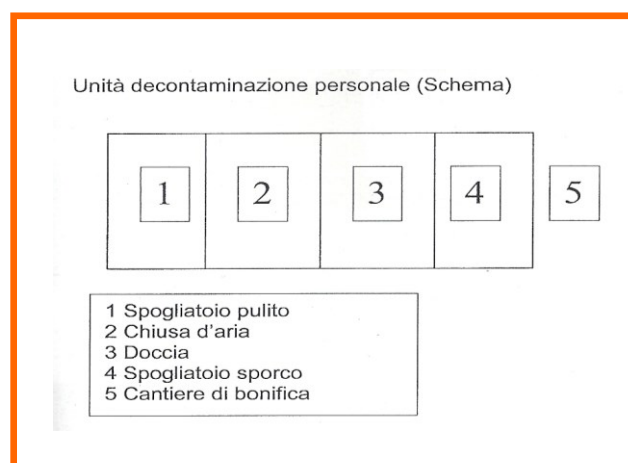 Unità decontaminazione personale (Schema)
1 2 3 4 5
1 Spogliatoio pulito
2 Chiusa d'aria
3 Doccia
4 Spogliatoio sporco
5 Cantiere di bonifica